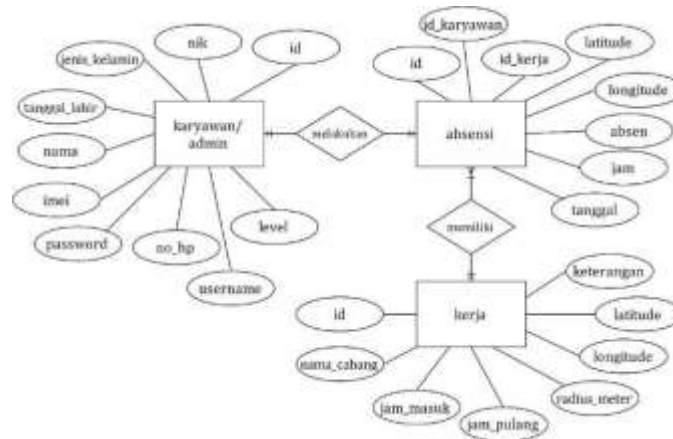 id_karyawan
nik
jenis_kelamin
id
id
id_kerja
latitude
longitude
tanggal_lahir
karyawan/
admin
melakukan
absensi
absen
nama
jam
imei
tanggal
password
no_hp
level
username
memiliki
keterangan
id
kerja
latitude
nama_cabang
longitude
jam_masuk
jam_pulang
radius_meter